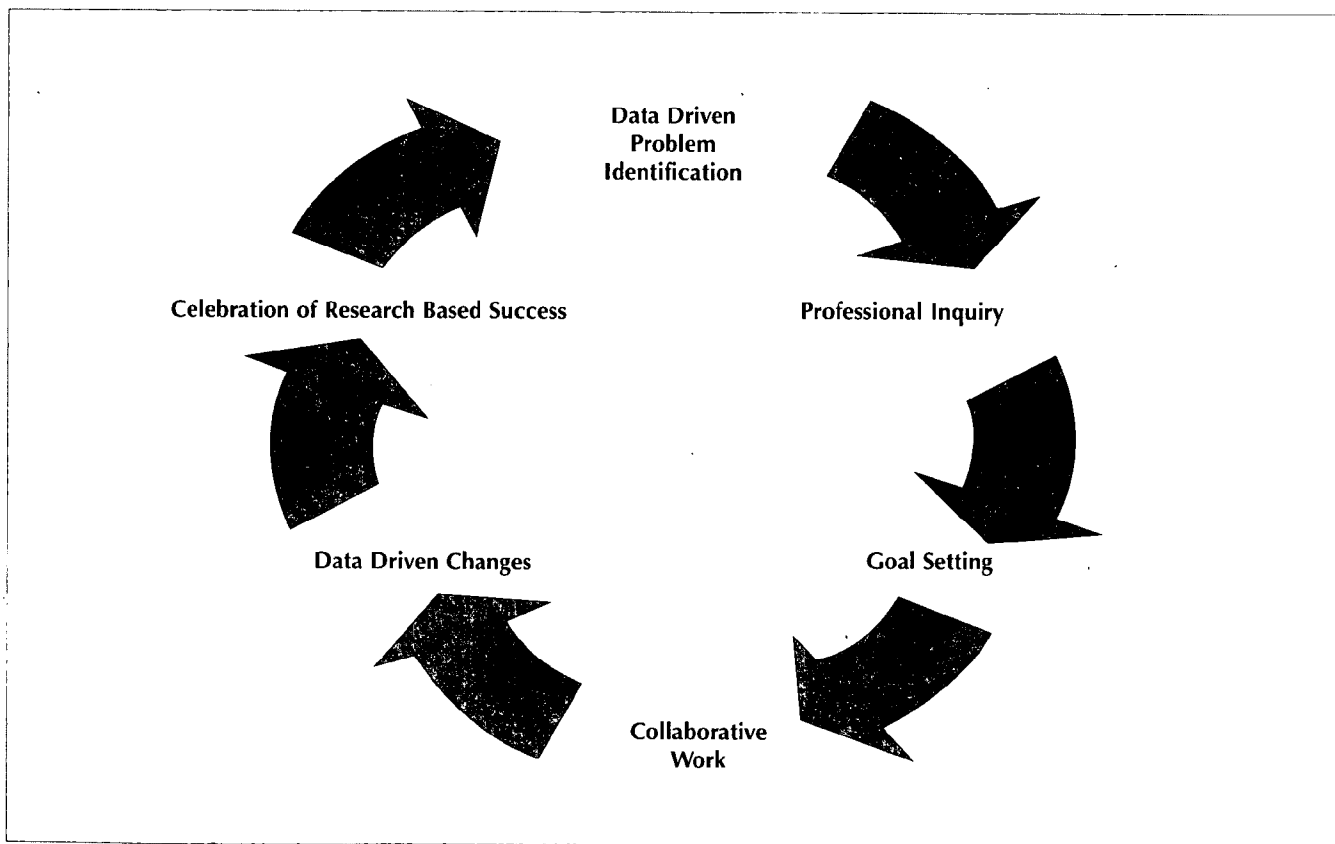 Data Driven
Problem
Identification
Celebration of Research Based Success
Professional Inquiry
Data Driven Changes
Goal Setting
Collaborative
Work